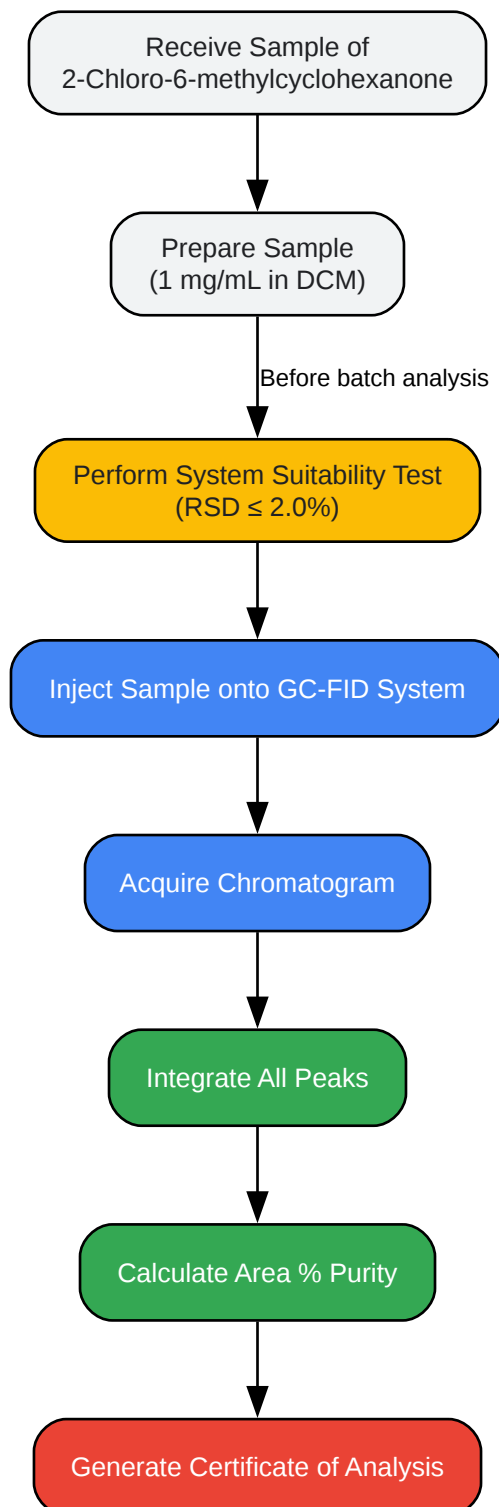 Receive Sample of
2-Chloro-6-methylcyclohexanone
Prepare Sample
(1 mg/mL in DCM)
Before batch analysis
Perform System Suitability Test
(RSD ≤ 2.0%)
Inject Sample onto GC-FID System
Acquire Chromatogram
Integrate All Peaks
Calculate Area % Purity
Generate Certificate of Analysis